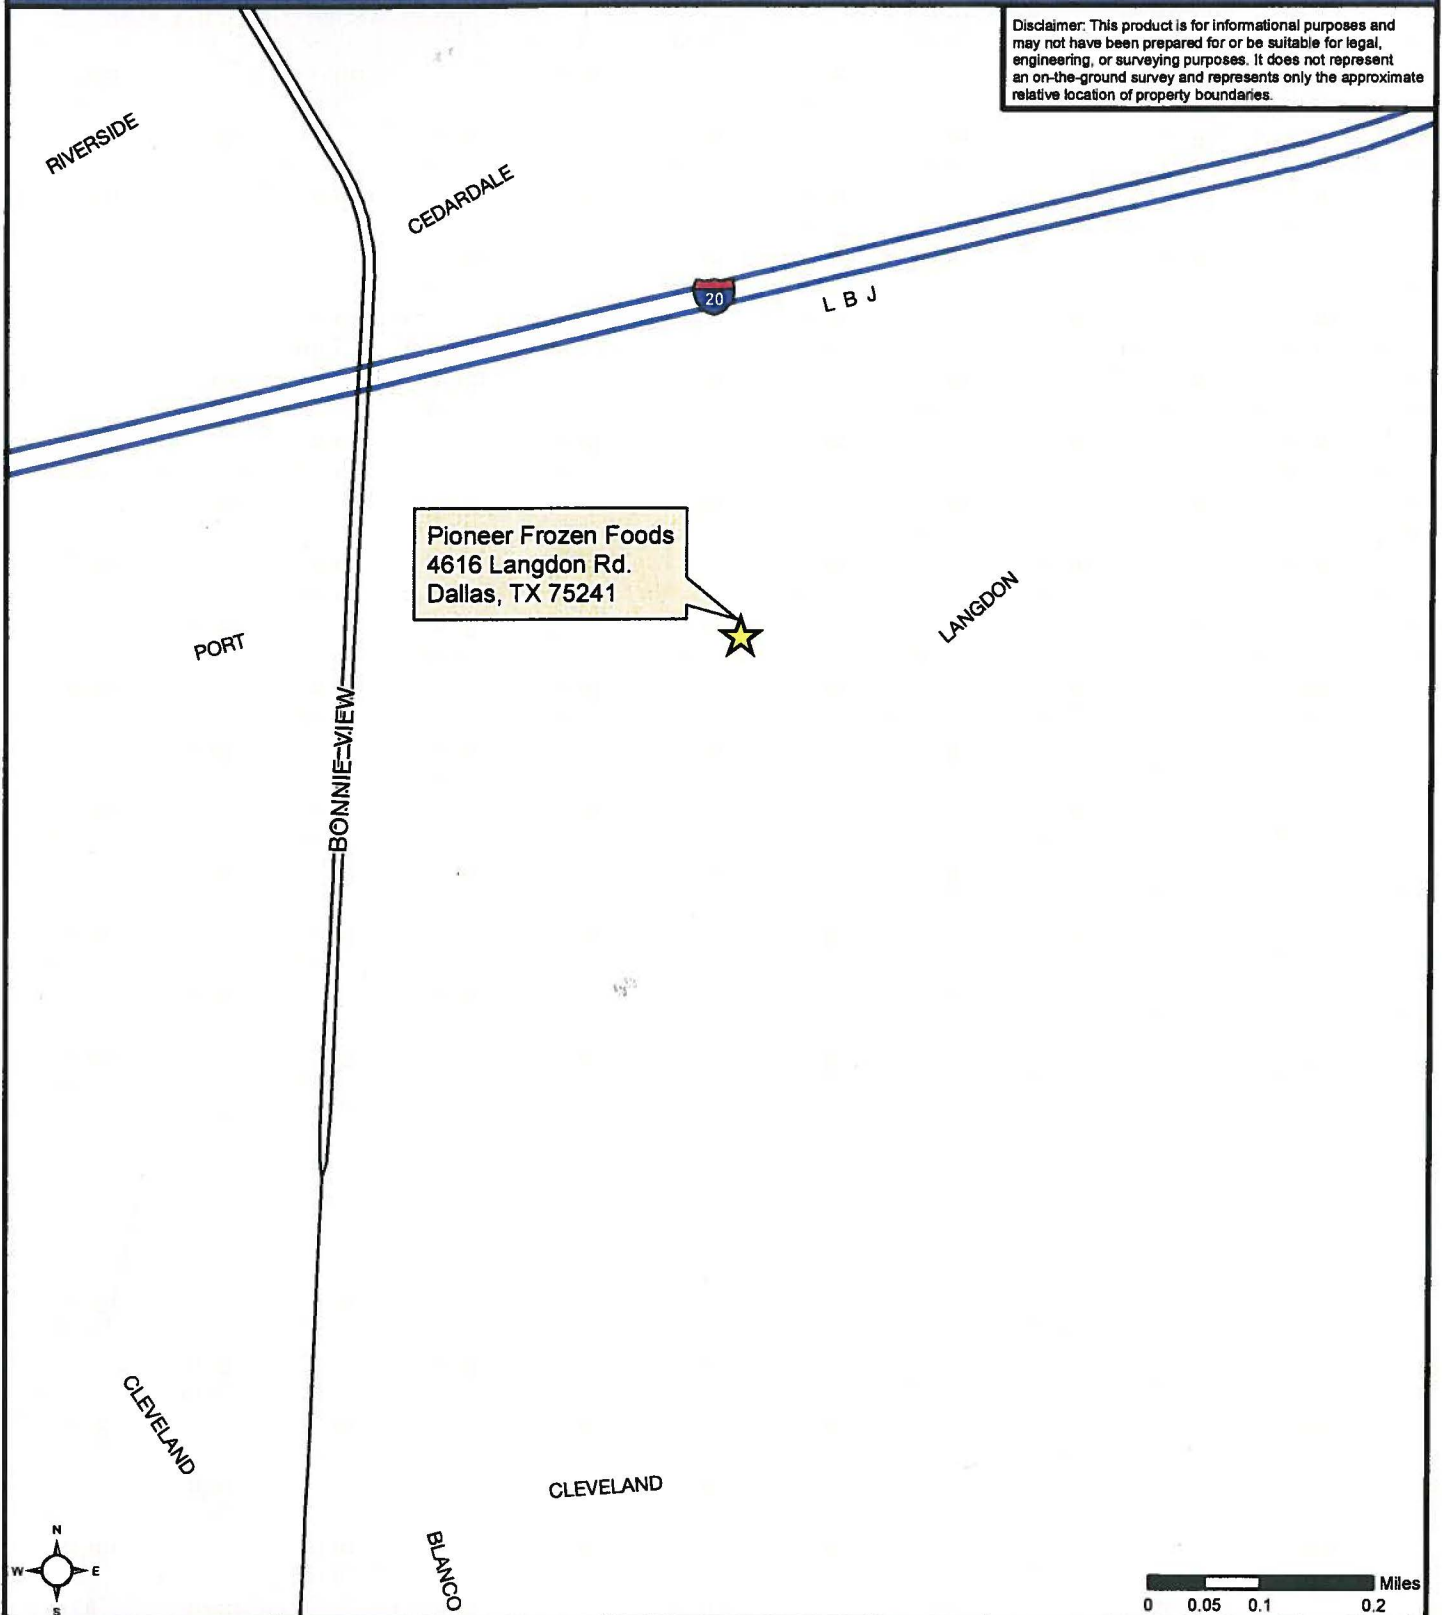 Disclaimer: This product is for informational purposes and
may not have been prepared for or be suitable for legal,
engineering, or surveying purposes. It does not represent
an on-the-ground survey and represents only the approximate
relative location of property boundaries.
RIVERSIDE
CEDARDALE
20
L B J
Pioneer Frozen Foods
4616 Langdon Rd.
Dallas, TX 75241
LANGDON
PORT
BONNIE VIEW
CLEVELAND
CLEVELAND
BLANCO
N
W E
S
Miles
0 0.05 0.1 0.2